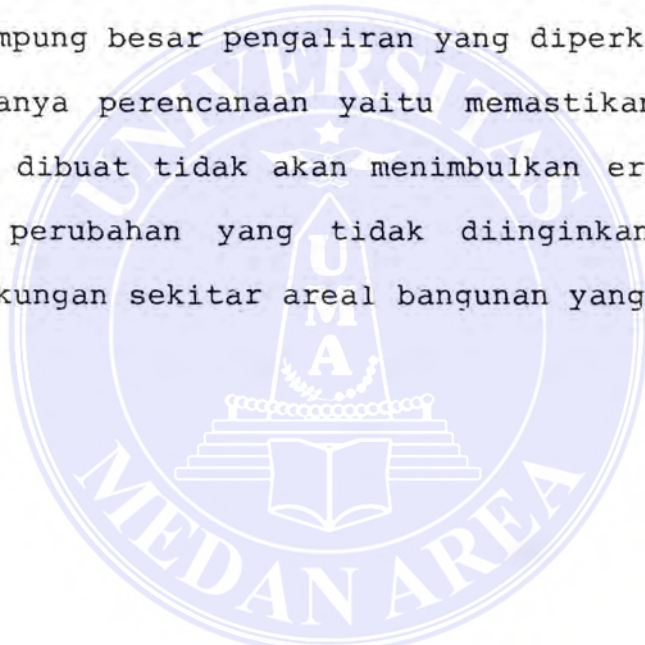 mpung besar pengaliran yang diperk
anya perencanaan yaitu memastikan
dibuat tidak akan menimbulkan er
perubahan yang tidak diinginkan
kungan sekitar areal bangunan yang
UNIVERSITAS
UMA
MEDAN AREA